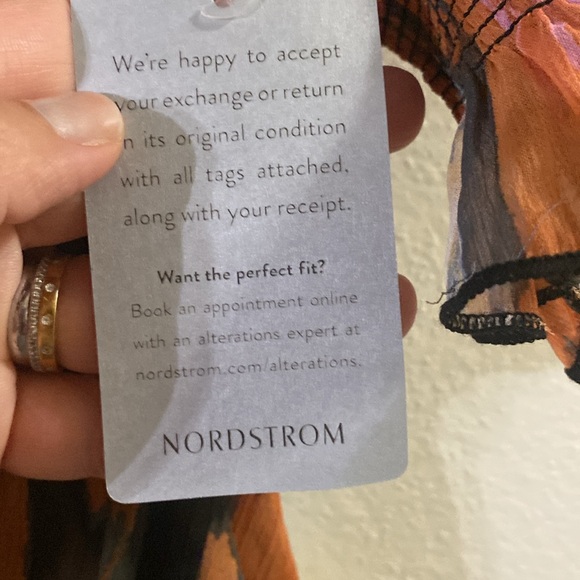 We're happy to accept
your exchange or return
in its original condition
with all tags attached,
along with your receipt.
Want the perfect fit?
Book an appointment online
with an alterations expert at
nordstrom.com/alterations.
NORDSTROM